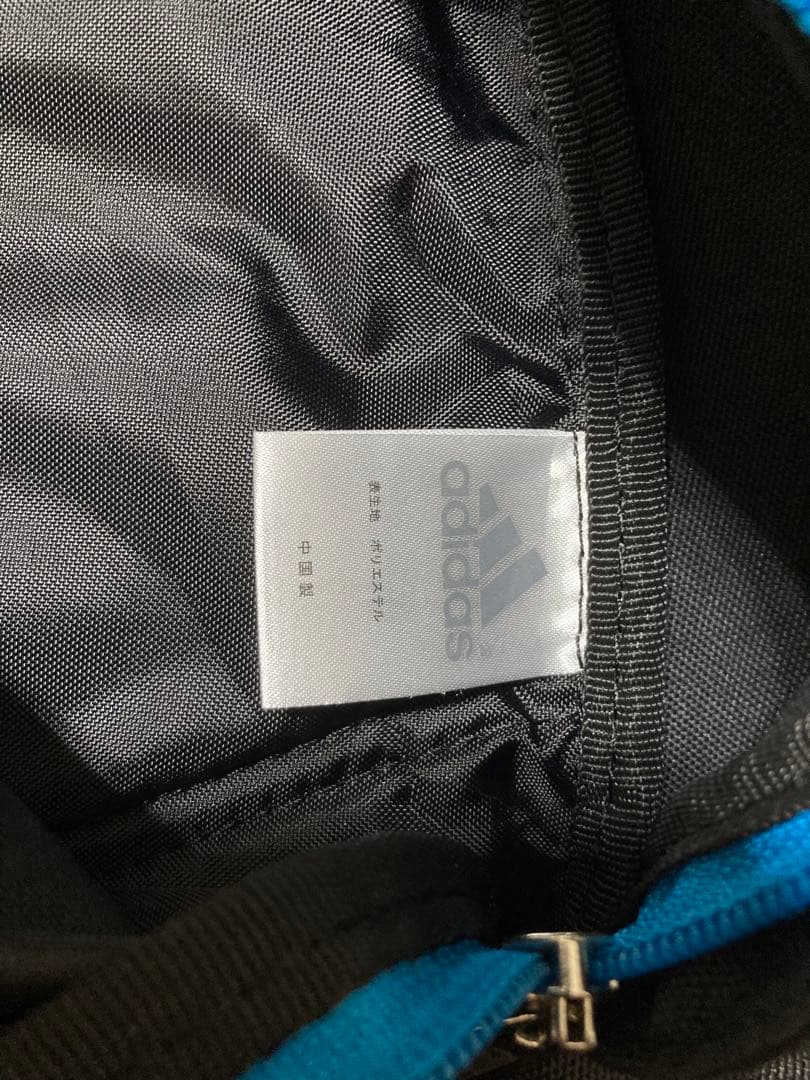 adidas®
表生地 ポリエステル
中国製